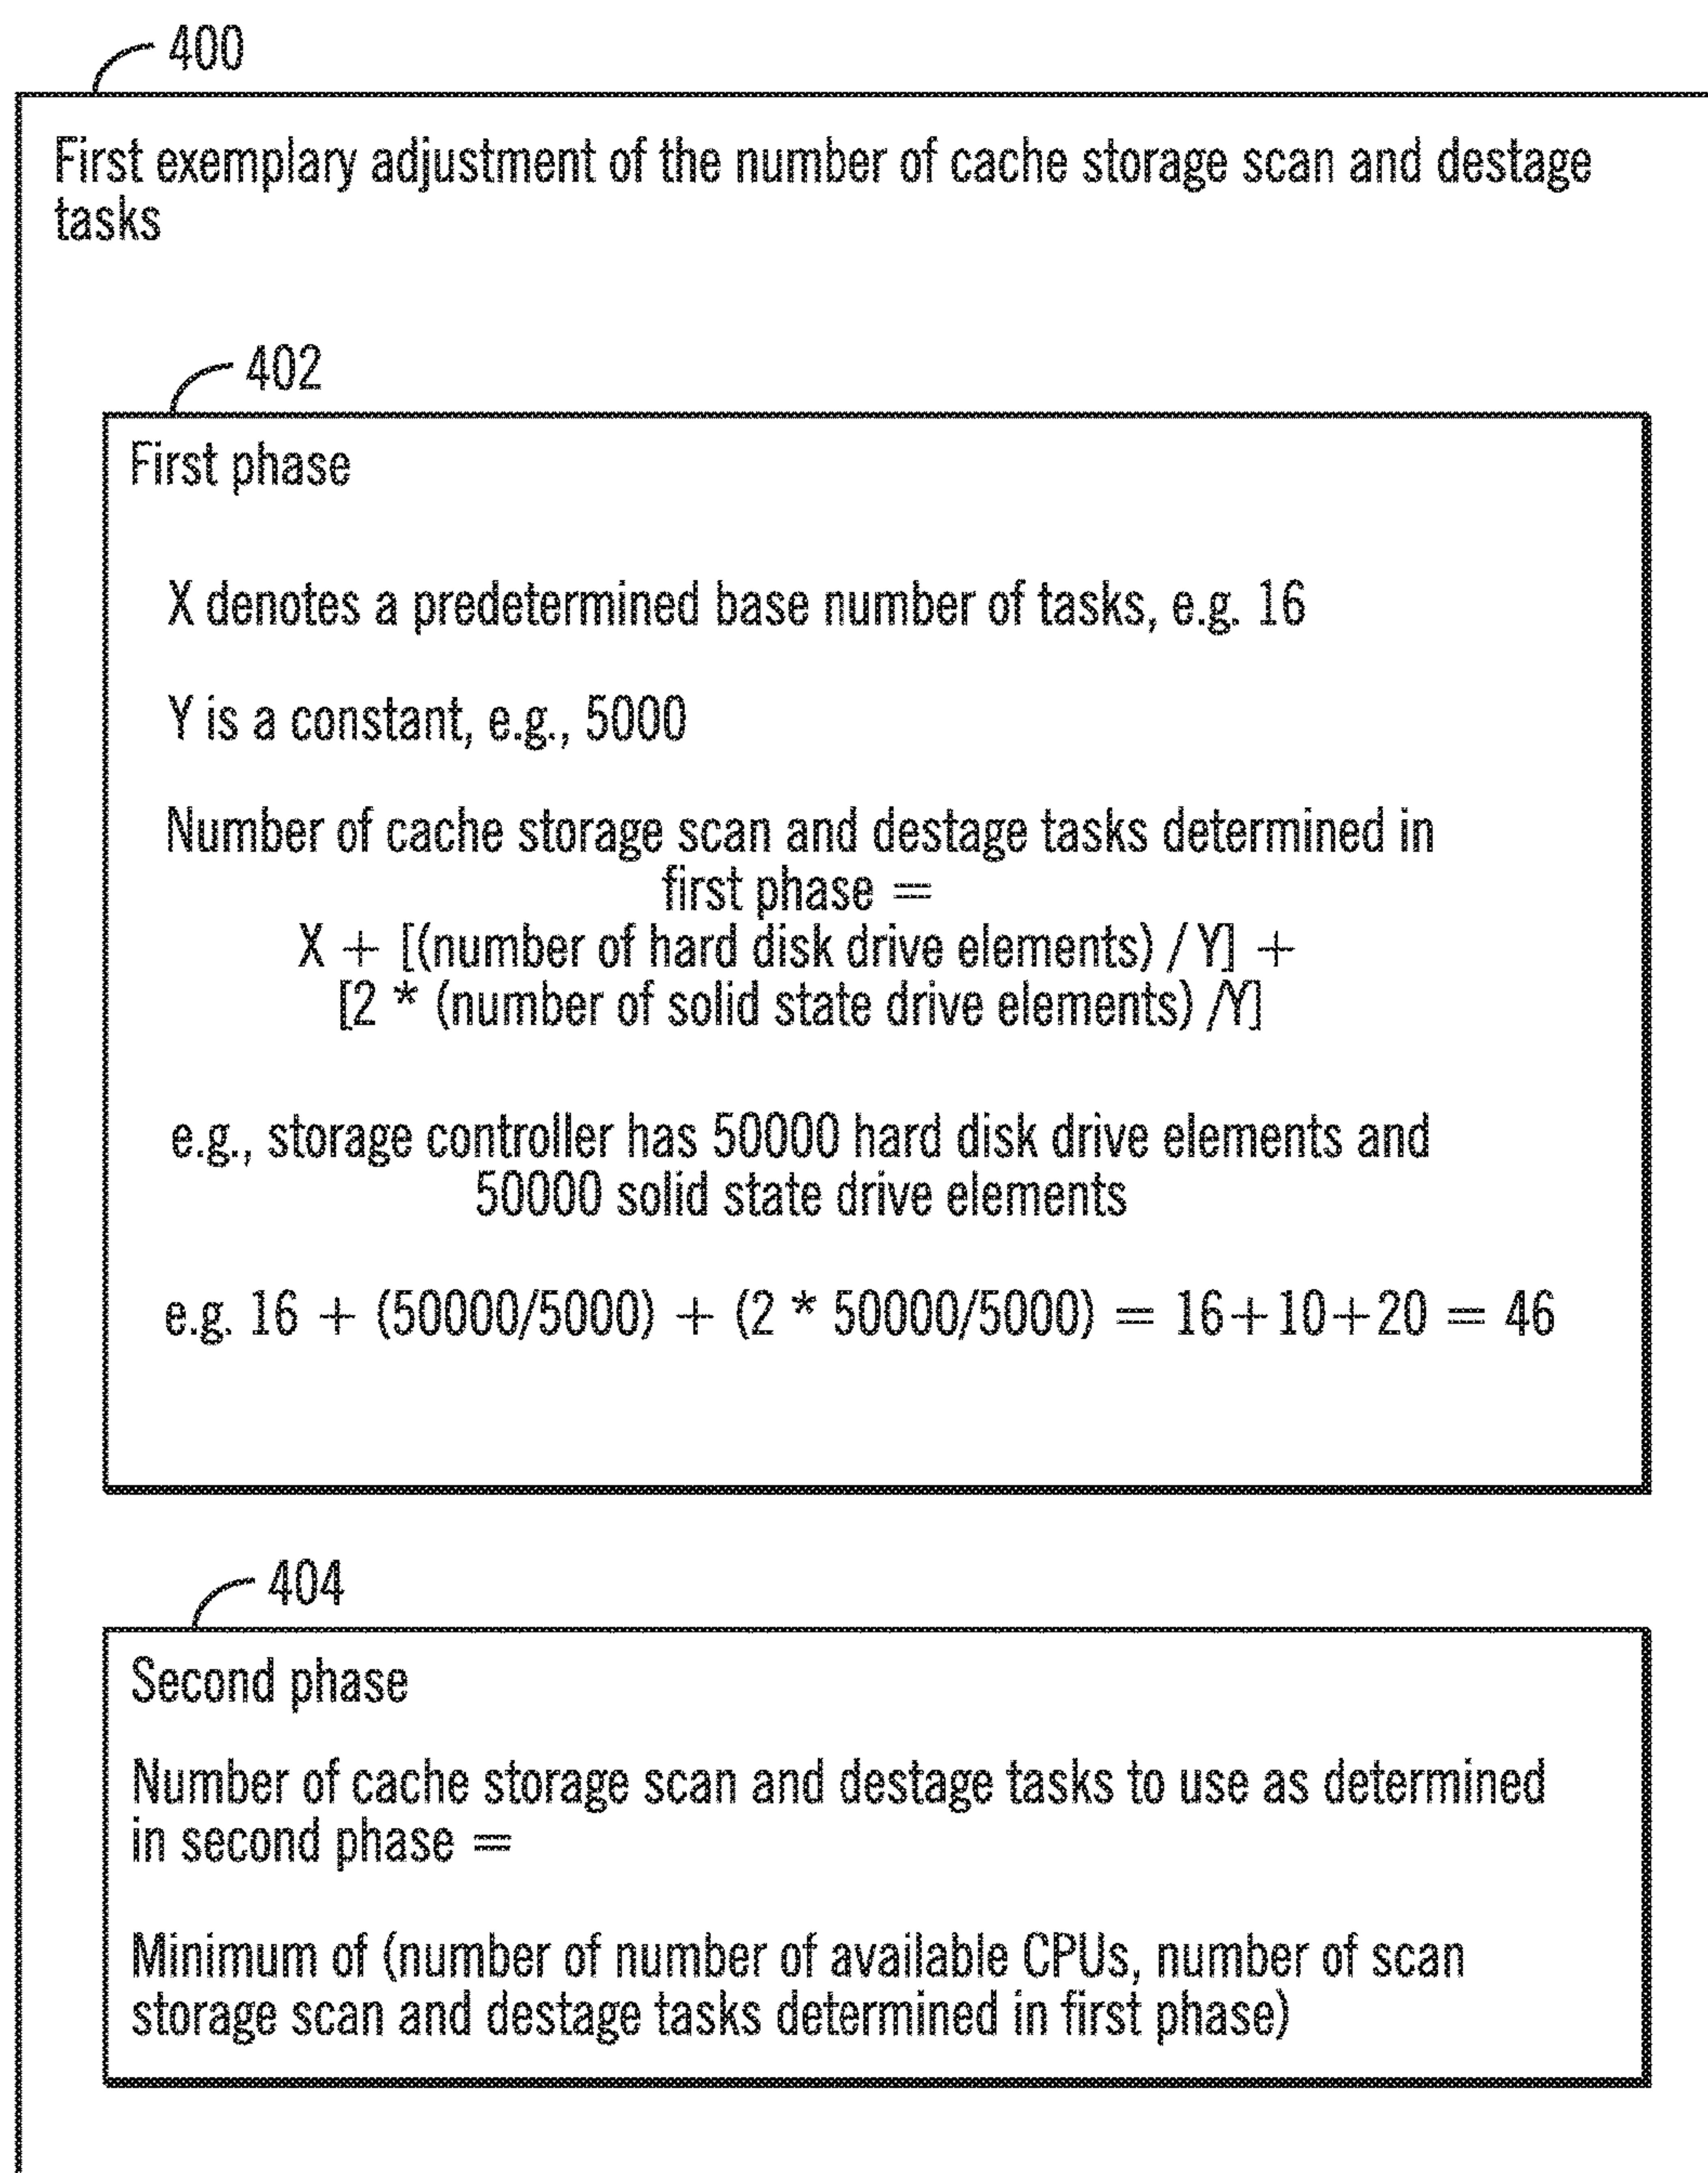 400
First exemplary adjustment of the number of cache storage scan and destage
tasks
402
First phase
X denotes a predetermined base number of tasks, e.g. 16
Y is a constant, e.g., 5000
Number of cache storage scan and destage tasks determined in
first phase =
X + [(number of hard disk drive elements) / Y] +
[2 * (number of solid state drive elements) /Y]
e.g., storage controller has 50000 hard disk drive elements and
50000 solid state drive elements
e.g. 16 + (50000/5000) + (2 * 50000/5000) = 16+10+20 = 46
404
Second phase
Number of cache storage scan and destage tasks to use as determined
in second phase =
Minimum of (number of number of available CPUs, number of scan
storage scan and destage tasks determined in first phase)